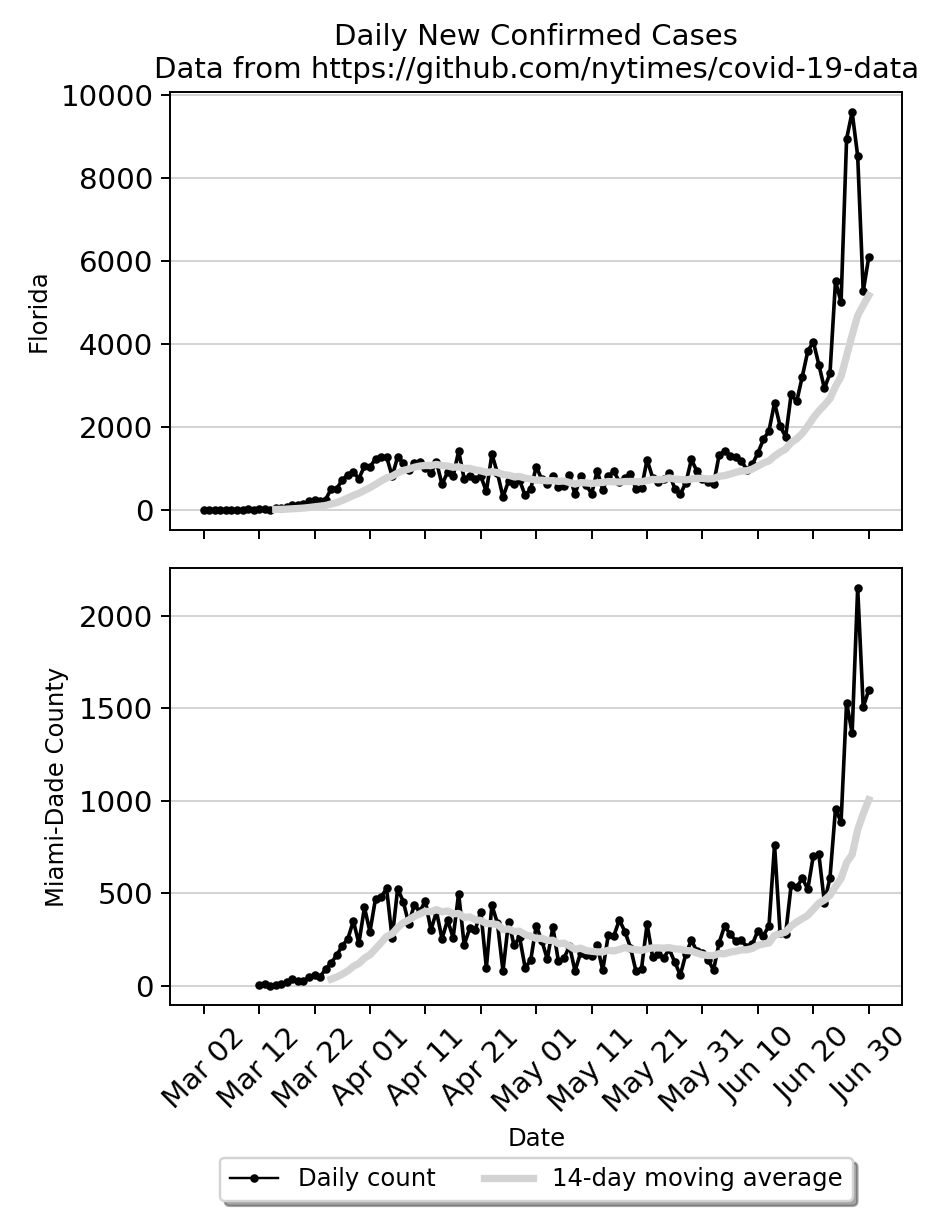 Daily New Confirmed Cases
Data from https://github.com/nytimes/covid-19-data
10000
8000
6000
4000
2000
0
Florida
2000
1500
1000
500
0
Miami-Dade County
Mar 02
Mar 12
Mar 22
Apr 01
Apr 11
Apr 21
May 01
May 11
May 21
May 31
Jun 10
Jun 20
Jun 30
Date
Daily count
14-day moving average